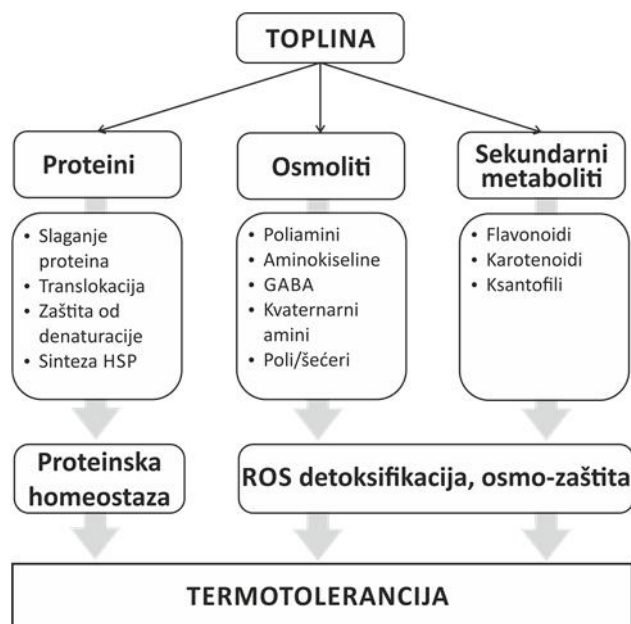 TOPLINA
Proteini
Osmoliti
Sekundarni
metaboliti
• Slaganje
proteina
• Translokacija
• Zaštita od
denaturacije
• Sinteza HSP
• Poliamini
• Aminokiseline
• GABA
• Kvaternarni
amini
• Poli/šećeri
• Flavonoidi
• Karotenoidi
• Ksantofili
Proteinska
homeostaza
ROS detoksifikacija, osmo-zaštita
TERMOTOLERANCIJA